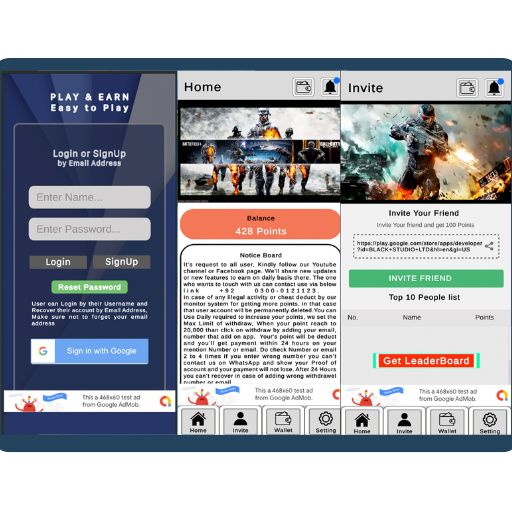 PLAY & EARN
Easy to Play
Login or SignUp
by Email Address
Enter Name...
Enter Password...
Login
SignUp
Reset Password
User can Login by their Username and
Recover their account by Email Address,
Make sure not to forget your email
address
G Sign in with Google
This a 468x60 test ad
from Google AdMob.
Home
BATTLEFIELD 4
Balance
428 Points
Notice Board
It's request to all user, Kindly follow our Youtube
channel or Facebook page. We'll share new updates
or new features to earn on daily basis there. The one
who wants to touch with us can contact use via below
link +92 0300-0121123.
In case of any illegal activity or cheat deduct by our
monitor system for getting more points. in that case
that user account will be permanently deleted.You can
Use Daily required to increase your points, we set the
Max Limit of withdraw, When your point reach to
20,000 than click on withdraw by adding your email,
number that add on app. Your's point will be deduct
and you'll get payment within 24 hours on your
mention Number or email. Do check Number or email
2 to 4 times if you enter wrong number you can't
contact us on WhatsApp and show your Proof of
account and your payment will not lose. After 24 Hours
you can't recover in case of adding wrong withdrawel
number or email
This a 468x60 test ad
from Google AdMob.
Home
Invite
Wallet
Setting
Invite
Invite Your Friend
Invite Your friend and get 100 Points
https://play.google.com/store/apps/developer
?id=BLACK+STUDIO+LTD&hl=en&gl=US
INVITE FRIEND
Top 10 People list
No.
Name
Points
Get LeaderBoard
This a 468x60 test ad
from Google AdMob.
Home
Invite
Wallet
Setting